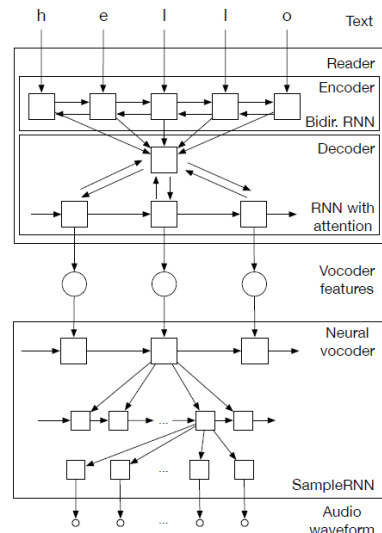 h e l l o Text
Reader
Encoder
Bidir. RNN
Decoder
RNN with
attention
Vocoder
features
Neural
vocoder
...
...
SampleRNN
Audio
... waveform